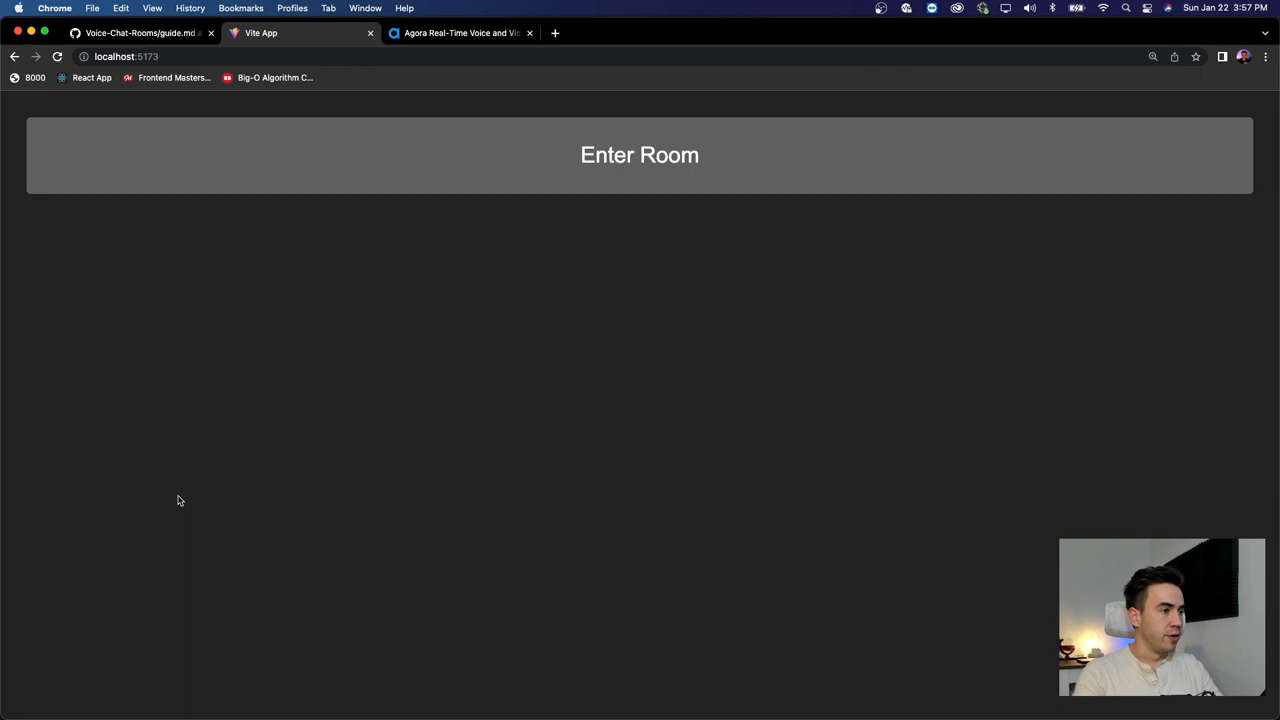 Chrome File Edit View History Bookmarks Profiles Tab Window Help Sun Jan 22 3:57 PM
Voice-Chat-Rooms/guide.md a Vite App Agora Real-Time Voice and Vid
localhost:5173
8000 React App Frontend Masters... Big-O Algorithm C...
Enter Room